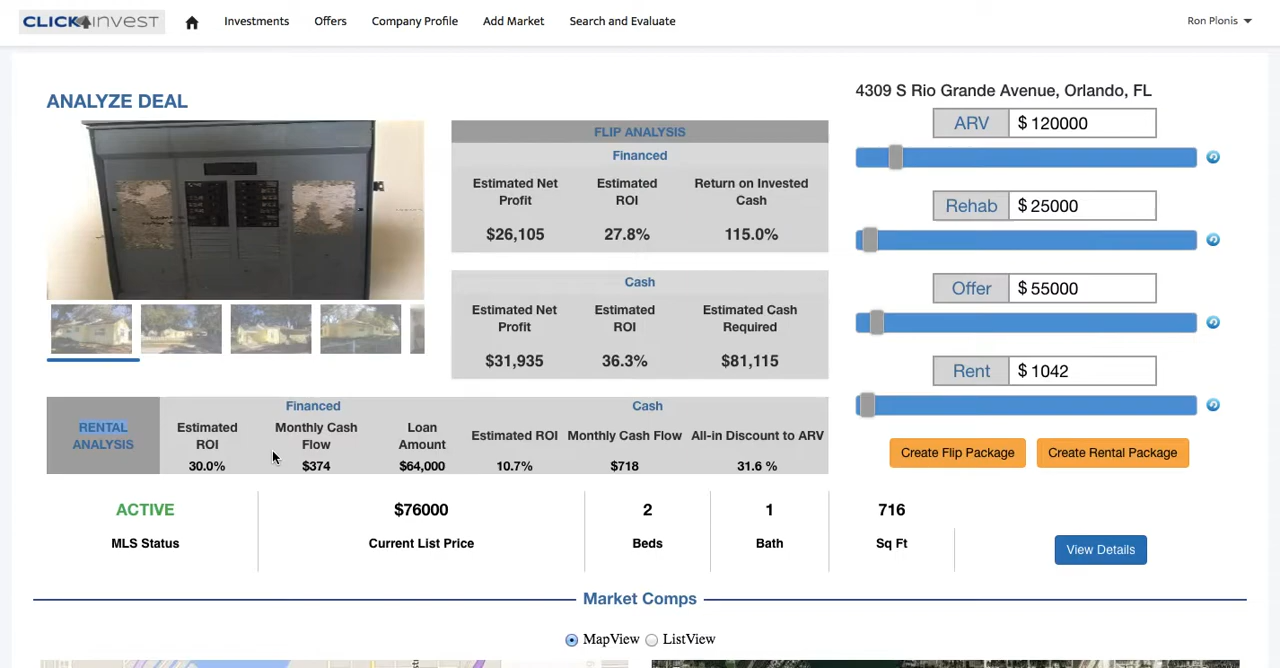 CLICK4INVEST
Investments Offers Company Profile Add Market Search and Evaluate
Ron Plonis
ANALYZE DEAL
FLIP ANALYSIS
Financed
Estimated Net Profit
Estimated ROI
Return on Invested Cash
$26,105 27.8% 115.0%
Cash
Estimated Net Profit
Estimated ROI
Estimated Cash Required
$31,935 36.3% $81,115
4309 S Rio Grande Avenue, Orlando, FL
ARV $ 120000
Rehab $ 25000
Offer $ 55000
Rent $ 1042
Create Flip Package Create Rental Package
RENTAL ANALYSIS
Financed
Estimated ROI
Monthly Cash Flow
Loan Amount
30.0% $374 $64,000
Cash
Estimated ROI Monthly Cash Flow All-in Discount to ARV
10.7% $718 31.6 %
ACTIVE $76000 2 1 716
MLS Status Current List Price Beds Bath Sq Ft
View Details
Market Comps
MapView ListView